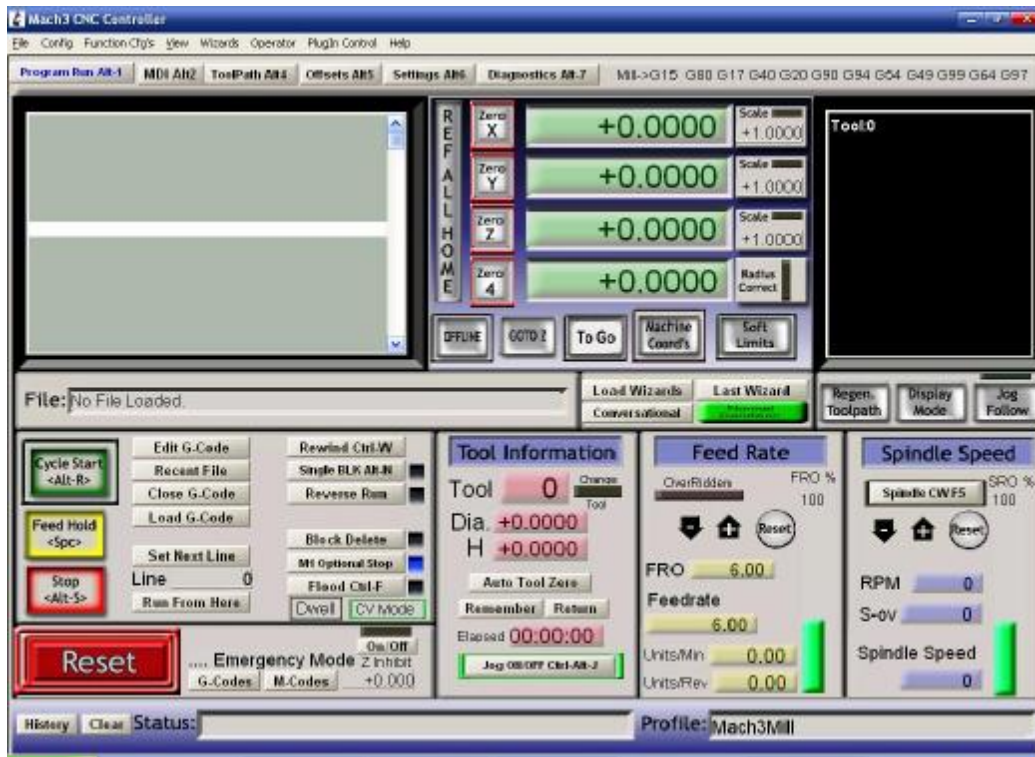 Mach3 CNC Controller
File Config Function Cfg's View Wizards Operator PlugIn Control Help
Program Run Alt-1 MDI Alt2 ToolPath Alt4 Offsets Alt5 Settings Alt6 Diagnostics Alt-7 Mill->G15 G80 G17 G40 G20 G90 G94 G54 G49 G99 G64 G97
REF ALL HOME
Zero X +0.0000 Scale +1.0000
Zero Y +0.0000 Scale +1.0000
Zero Z +0.0000 Scale +1.0000
Zero 4 +0.0000 Radius Correct
OFFLINE GOTO Z To Go Machine Coord's Soft Limits
Tool:0
File: No File Loaded.
Load Wizards Last Wizard
Conversational
Regen. Toolpath Display Mode Jog Follow
Cycle Start <Alt-R>
Feed Hold <Spc>
Stop <Alt-S>
Edit G-Code
Recent File
Close G-Code
Load G-Code
Set Next Line
Line 0
Run From Here
Rewind Ctrl-W
Single BLK Alt-N
Reverse Run
Block Delete
M1 Optional Stop
Flood Ctrl-F
Dwell CV Mode
Reset
.... Emergency Mode
G-Codes M-Codes
On/Off
Z Inhibit
+0.000
Tool Information
Tool 0 Change Tool
Dia. +0.0000
H +0.0000
Auto Tool Zero
Remember Return
Elapsed 00:00:00
Jog ON/OFF Ctrl-Alt-J
Feed Rate
OverRidden FRO %
100
Reset
FRO 6.00
Feedrate
6.00
Units/Min 0.00
Units/Rev 0.00
Spindle Speed
Spindle CW F5 SRO %
100
Reset
RPM 0
S-ov 0
Spindle Speed
0
History Clear Status: Profile: Mach3Mill